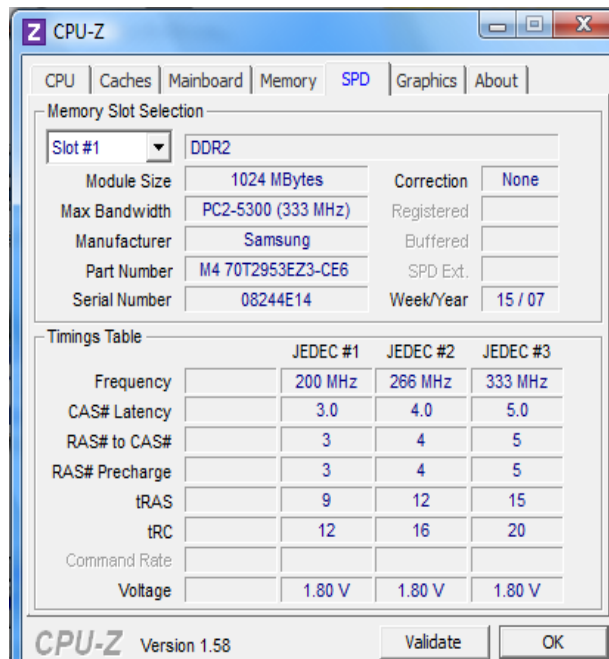 Z CPU-Z
CPU Caches Mainboard Memory SPD Graphics About
Memory Slot Selection
Slot #1 DDR2
Module Size 1024 MBytes Correction None
Max Bandwidth PC2-5300 (333 MHz) Registered
Manufacturer Samsung Buffered
Part Number M4 70T2953EZ3-CE6 SPD Ext.
Serial Number 08244E14 Week/Year 15 / 07
Timings Table
JEDEC #1 JEDEC #2 JEDEC #3
Frequency 200 MHz 266 MHz 333 MHz
CAS# Latency 3.0 4.0 5.0
RAS# to CAS# 3 4 5
RAS# Precharge 3 4 5
tRAS 9 12 15
tRC 12 16 20
Command Rate
Voltage 1.80 V 1.80 V 1.80 V
CPU-Z Version 1.58 Validate OK